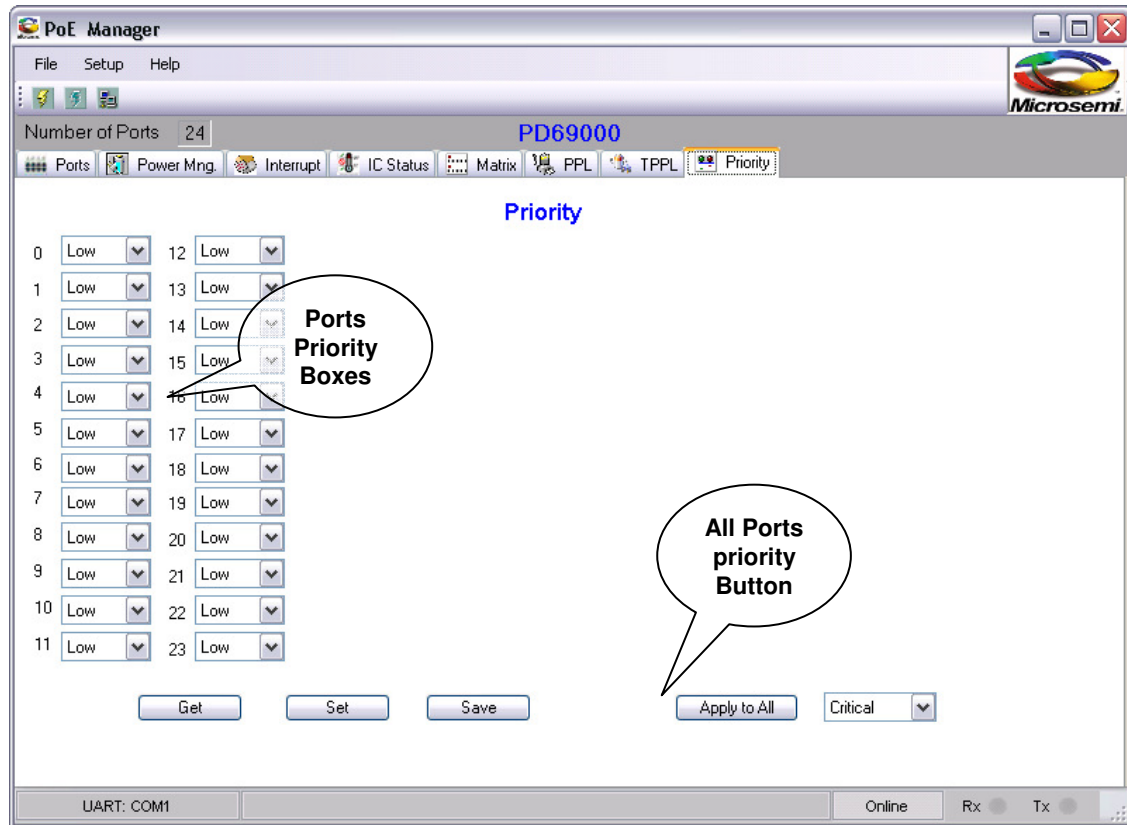 PoE Manager
File Setup Help
Microsemi.
Number of Ports 24 PD69000
Ports Power Mng. Interrupt IC Status Matrix PPL TPPL Priority
Priority
0 Low 12 Low
1 Low 13 Low
2 Low 14 Low
3 Low 15 Low
4 Low 16 Low
5 Low 17 Low
6 Low 18 Low
7 Low 19 Low
8 Low 20 Low
9 Low 21 Low
10 Low 22 Low
11 Low 23 Low
Ports
Priority
Boxes
All Ports
priority
Button
Get Set Save Apply to All Critical
UART: COM1 Online Rx Tx